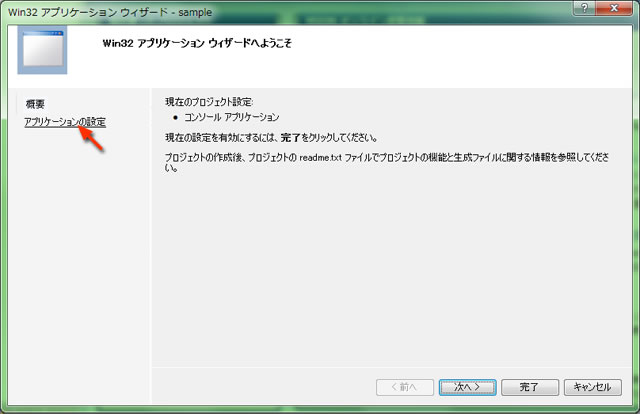 Win32 アプリケーション ウィザード - sample
Win32 アプリケーション ウィザードへようこそ
概要
アプリケーションの設定
現在のプロジェクト設定:
• コンソール アプリケーション
現在の設定を有効にするには、完了をクリックしてください。
プロジェクトの作成後、プロジェクトの readme.txt ファイルでプロジェクトの機能と生成ファイルに関する情報を参照してくださ
い。
< 前へ
次へ >
完了
キャンセル